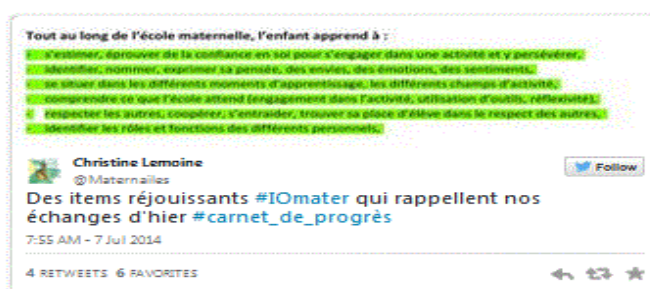 Tout au long de l'école maternelle, l'enfant apprend à :
- s'estimer, éprouver de la confiance en soi pour s'engager dans une activité et y persévérer,
- identifier, nommer, exprimer sa pensée, des envies, des émotions, des sentiments,
- se situer dans les différents moments d'apprentissage, les différents champs d'activité,
- comprendre ce que l'école attend (engagement dans l'activité, utilisation d'outils, réflexivité),
- respecter les autres, coopérer, s'entraider, trouver sa place d'élève dans le respect des autres,
- identifier les rôles et fonctions des différents personnels.
Christine Lemoine
@Maternailes
Follow
Des items réjouissants #IOmater qui rappellent nos
échanges d'hier #carnet_de_progrès
7:55 AM - 7 Jul 2014
4 RETWEETS 6 FAVORITES